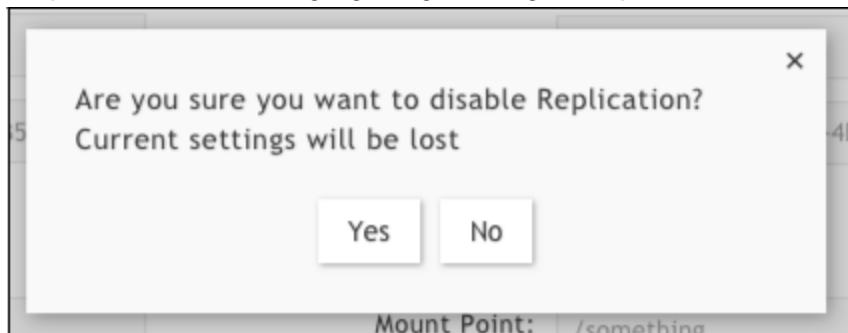 ×
Are you sure you want to disable Replication?
Current settings will be lost
Yes No
Mount Point: /something